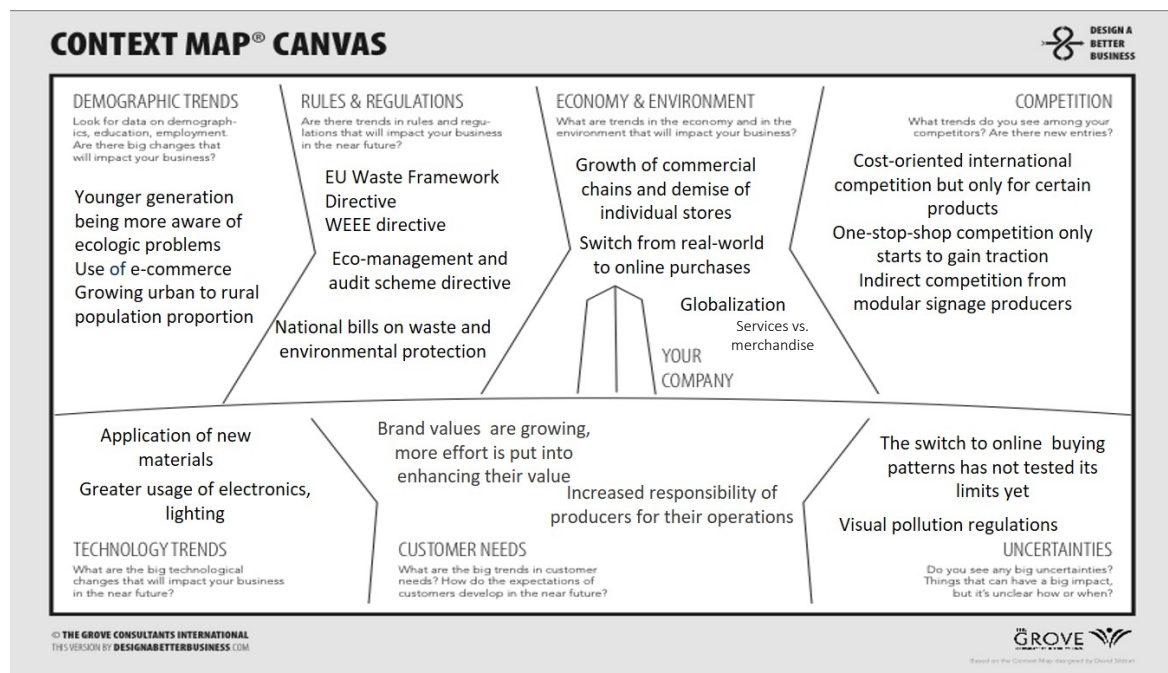 CONTEXT MAP® CANVAS
DESIGN A
BETTER
BUSINESS
DEMOGRAPHIC TRENDS
Look for data on demograph-
ics, education, employment.
Are there big changes that
will impact your business?
Younger generation
being more aware of
ecologic problems
Use of e-commerce
Growing urban to rural
population proportion
RULES & REGULATIONS
Are there trends in rules and regu-
lations that will impact your business
in the near future?
EU Waste Framework
Directive
WEEE directive
Eco-management and
audit scheme directive
National bills on waste and
environmental protection
ECONOMY & ENVIRONMENT
What are trends in the economy and in the
environment that will impact your business?
Growth of commercial
chains and demise of
individual stores
Switch from real-world
to online purchases
Globalization
Services vs.
merchandise
YOUR
COMPANY
COMPETITION
What trends do you see among your
competitors? Are there new entries?
Cost-oriented international
competition but only for certain
products
One-stop-shop competition only
starts to gain traction
Indirect competition from
modular signage producers
Application of new
materials
Greater usage of electronics,
lighting
TECHNOLOGY TRENDS
What are the big technological
changes that will impact your business
in the near future?
Brand values are growing,
more effort is put into
enhancing their value
Increased responsibility of
producers for their operations
CUSTOMER NEEDS
What are the big trends in customer
needs? How do the expectations of
customers develop in the near future?
The switch to online buying
patterns has not tested its
limits yet
Visual pollution regulations
UNCERTAINTIES
Do you see any big uncertainties?
Things that can have a big impact,
but it's unclear how or when?
© THE GROVE CONSULTANTS INTERNATIONAL
THIS VERSION BY DESIGNABETTERBUSINESS.COM
THE
GROVE
Based on the Context Map designed by David Sibbet